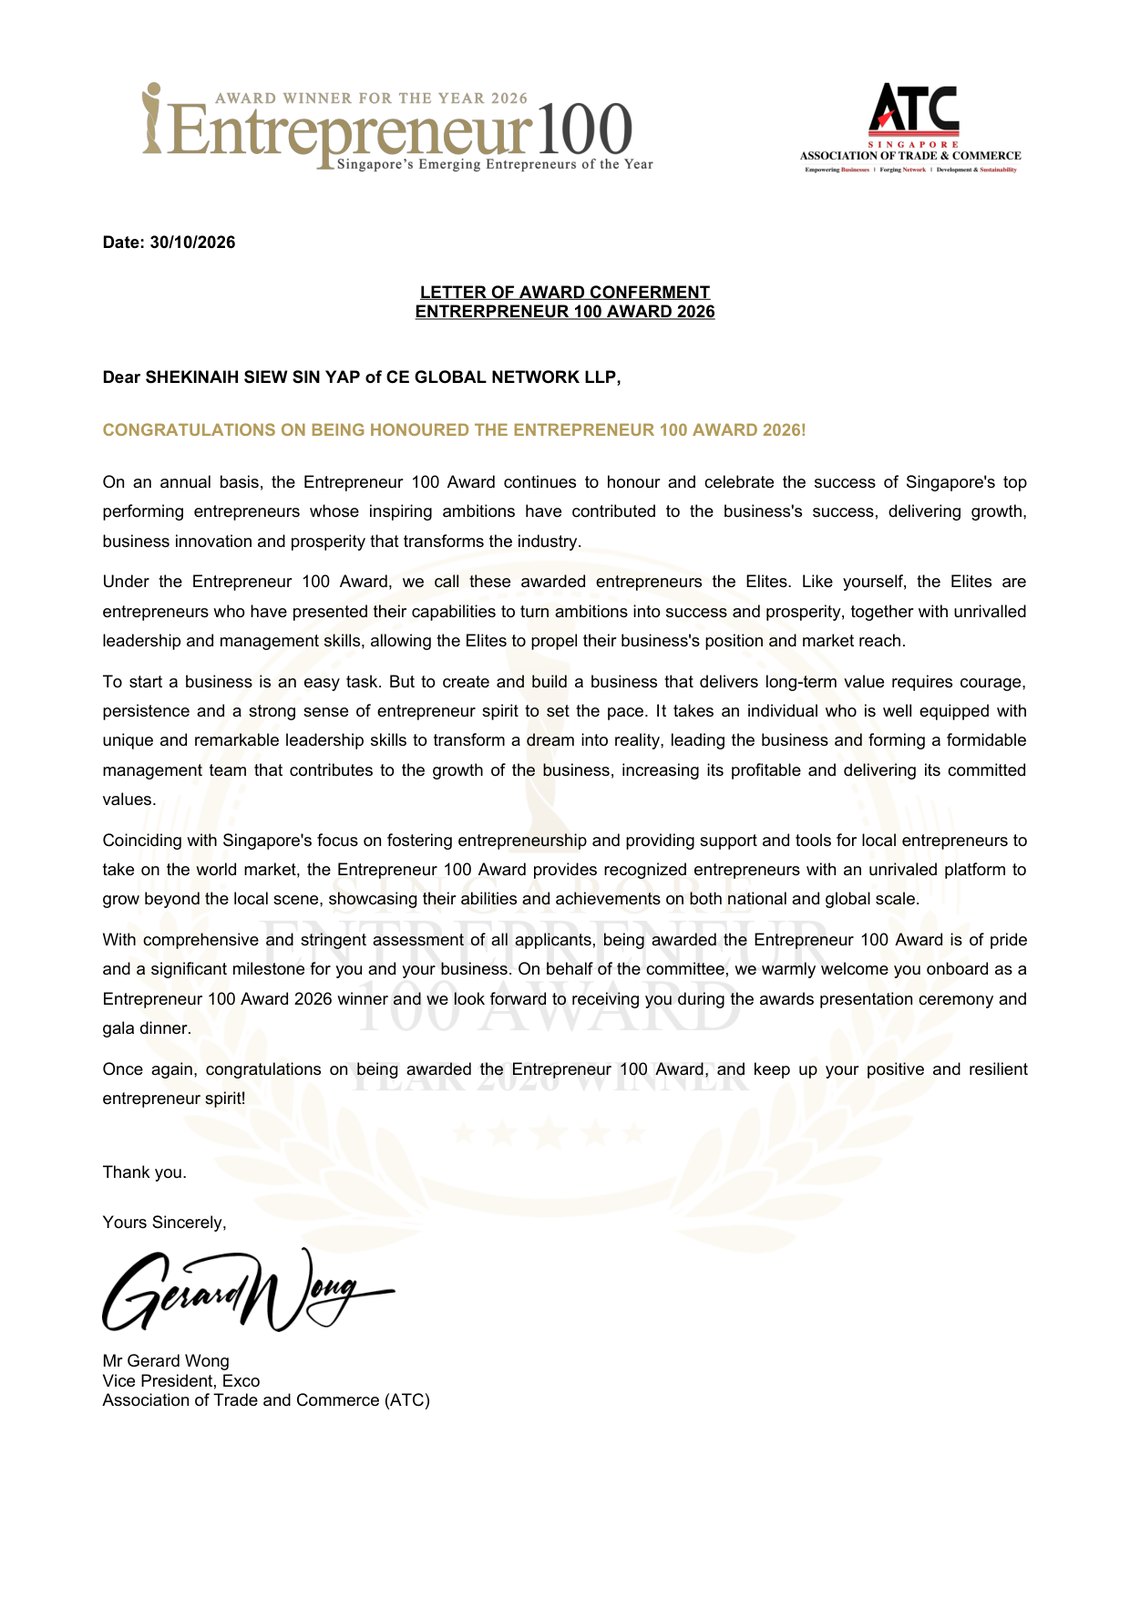 AWARD WINNER FOR THE YEAR 2026
Entrepreneur100
Singapore's Emerging Entrepreneurs of the Year
ATC
SINGAPORE
ASSOCIATION OF TRADE & COMMERCE
Empowering Businesses | Forging Network | Development & Sustainability
Date: 30/10/2026
LETTER OF AWARD CONFERMENT
ENTRERPRENEUR 100 AWARD 2026
Dear SHEKINAIH SIEW SIN YAP of CE GLOBAL NETWORK LLP,
CONGRATULATIONS ON BEING HONOURED THE ENTREPRENEUR 100 AWARD 2026!
On an annual basis, the Entrepreneur 100 Award continues to honour and celebrate the success of Singapore's top
performing entrepreneurs whose inspiring ambitions have contributed to the business's success, delivering growth,
business innovation and prosperity that transforms the industry.
Under the Entrepreneur 100 Award, we call these awarded entrepreneurs the Elites. Like yourself, the Elites are
entrepreneurs who have presented their capabilities to turn ambitions into success and prosperity, together with unrivalled
leadership and management skills, allowing the Elites to propel their business's position and market reach.
To start a business is an easy task. But to create and build a business that delivers long-term value requires courage,
persistence and a strong sense of entrepreneur spirit to set the pace. It takes an individual who is well equipped with
unique and remarkable leadership skills to transform a dream into reality, leading the business and forming a formidable
management team that contributes to the growth of the business, increasing its profitable and delivering its committed
values.
Coinciding with Singapore's focus on fostering entrepreneurship and providing support and tools for local entrepreneurs to
take on the world market, the Entrepreneur 100 Award provides recognized entrepreneurs with an unrivaled platform to
grow beyond the local scene, showcasing their abilities and achievements on both national and global scale.
With comprehensive and stringent assessment of all applicants, being awarded the Entrepreneur 100 Award is of pride
and a significant milestone for you and your business. On behalf of the committee, we warmly welcome you onboard as a
Entrepreneur 100 Award 2026 winner and we look forward to receiving you during the awards presentation ceremony and
gala dinner.
Once again, congratulations on being awarded the Entrepreneur 100 Award, and keep up your positive and resilient
entrepreneur spirit!
SINGAPORE
ENTREPRENEUR
100 AWARD
YEAR 2026 WINNER
Thank you.
Yours Sincerely,
Gerard Wong
Mr Gerard Wong
Vice President, Exco
Association of Trade and Commerce (ATC)